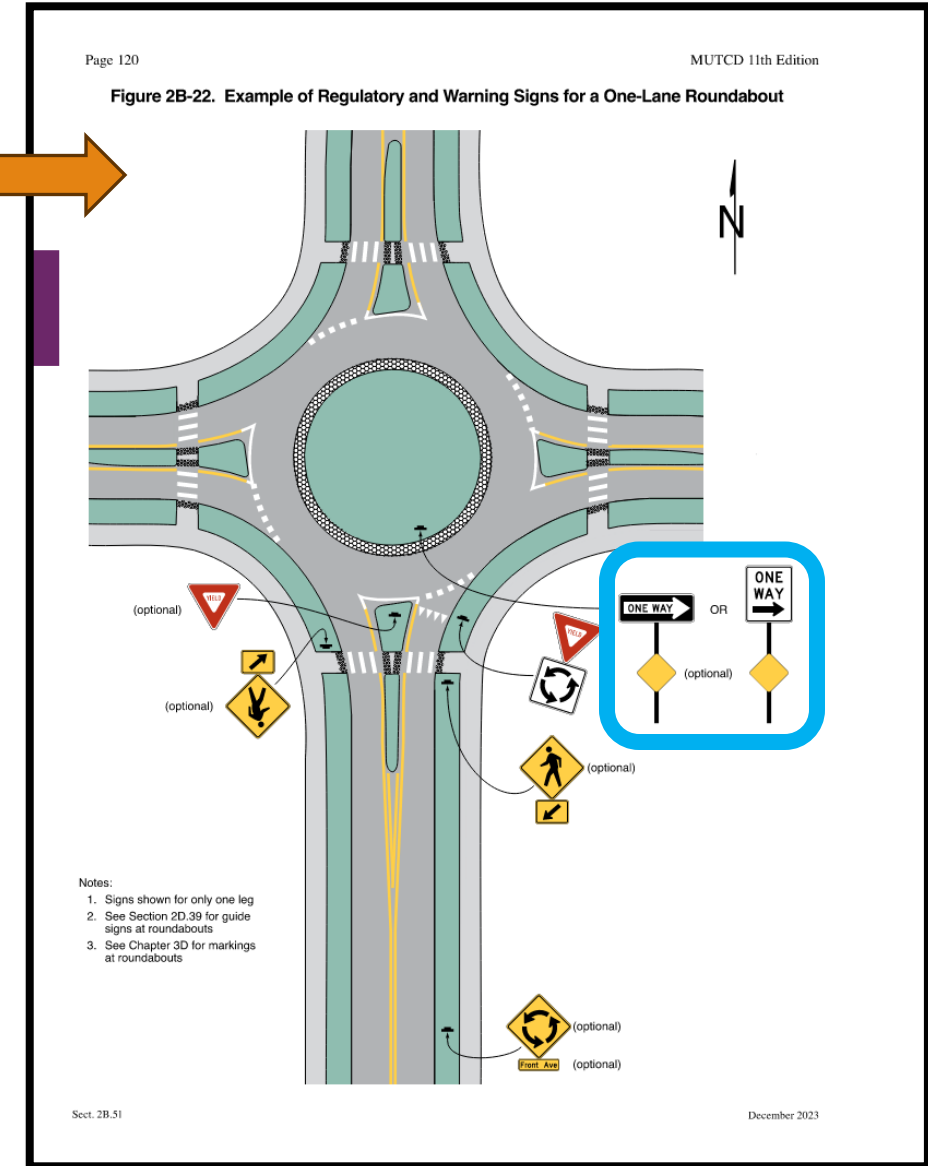 Page 120
MUTCD 11th Edition
Figure 2B-22. Example of Regulatory and Warning Signs for a One-Lane Roundabout
N
YIELD
(optional)
ONE WAY
OR
ONE
WAY
(optional)
YIELD
(optional)
(optional)
Notes:
1. Signs shown for only one leg
2. See Section 2D.39 for guide
signs at roundabouts
3. See Chapter 3D for markings
at roundabouts
(optional)
Front Ave
(optional)
Sect. 2B.51
December 2023